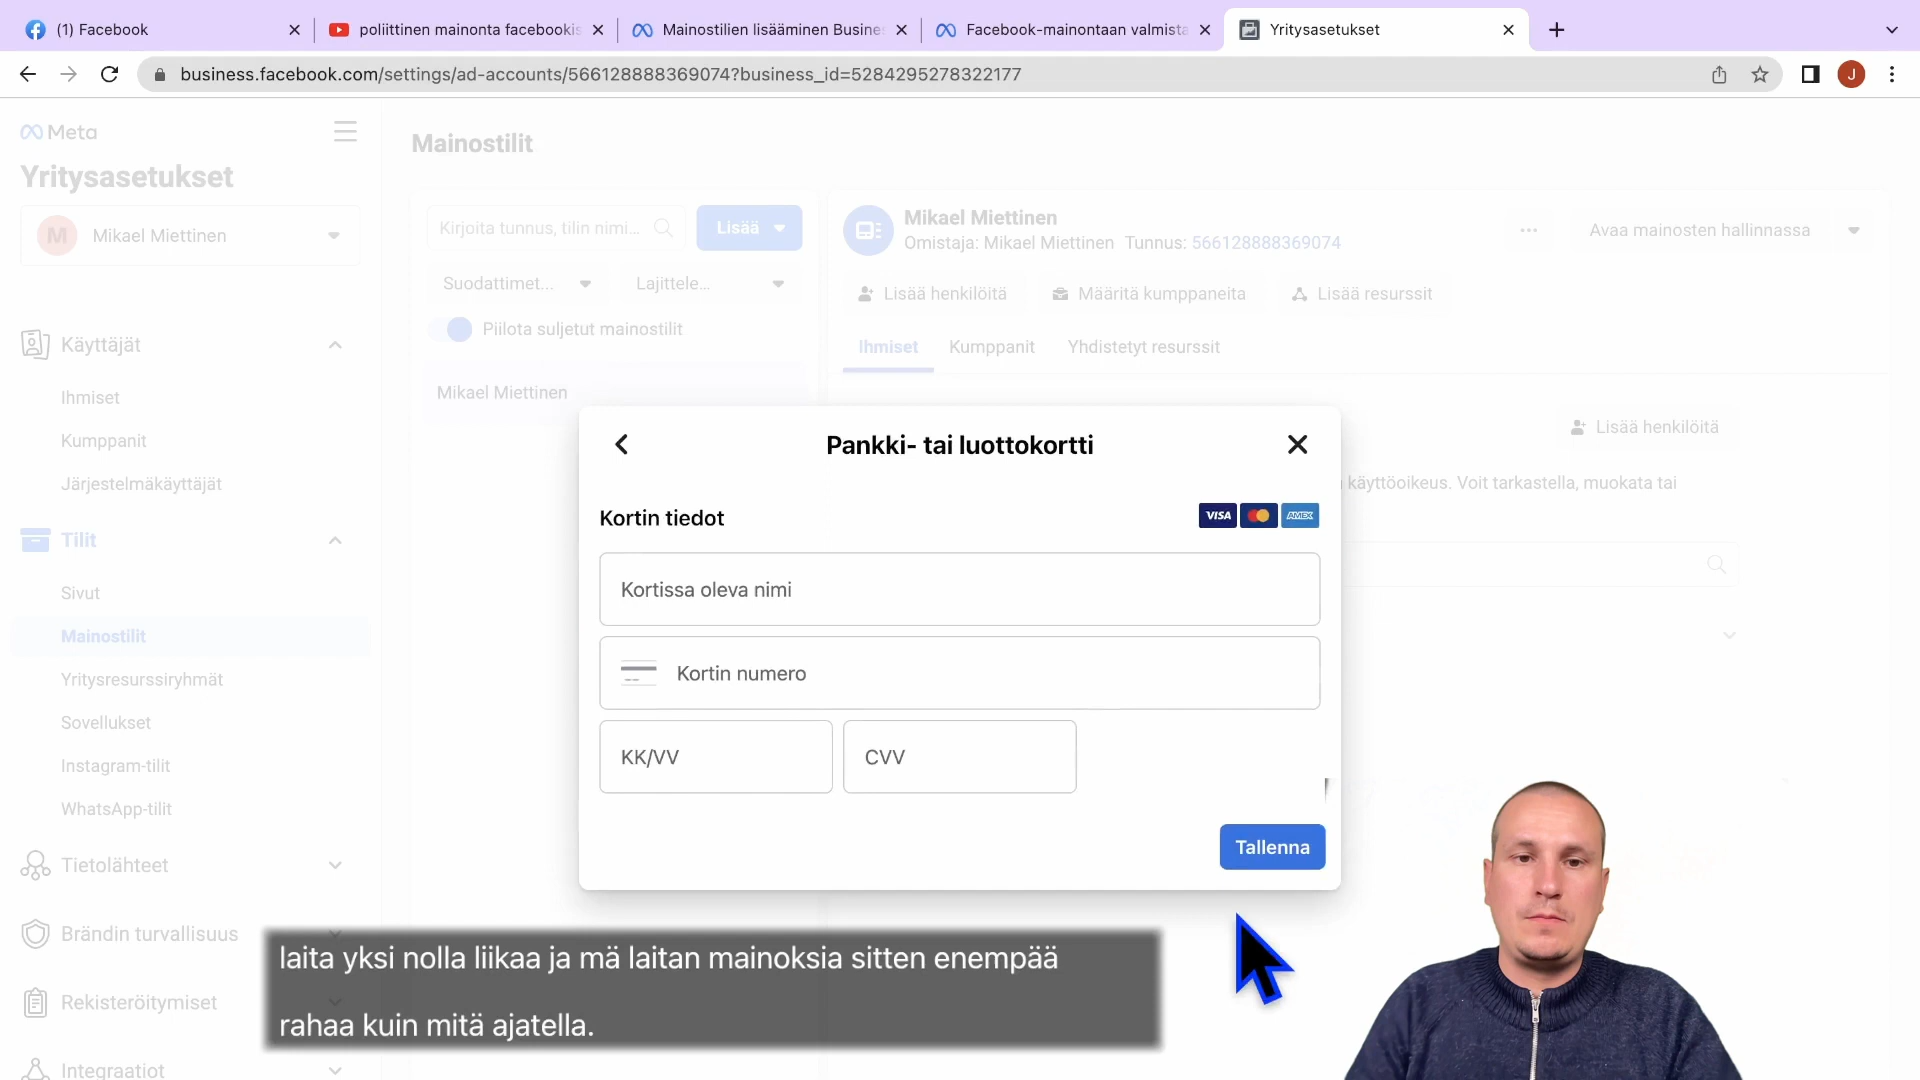 (1) Facebook
poliittinen mainonta facebookis
Mainostilien lisääminen Busine
Facebook-mainontaan valmista
Yritysasetukset
business.facebook.com/settings/ad-accounts/566128888369074?business_id=5284295278322177
J
Meta
Yritysasetukset
M Mikael Miettinen
Käyttäjät
Ihmiset
Kumppanit
Järjestelmäkäyttäjät
Tilit
Sivut
Mainostilit
Yritysresurssiryhmät
Sovellukset
Instagram-tilit
WhatsApp-tilit
Tietolähteet
Brändin turvallisuus
Rekisteröitymiset
Integraatiot
Mainostilit
Kirjoita tunnus, tilin nimi...
Lisää
Suodattimet...
Lajittele...
Piilota suljetut mainostilit
Mikael Miettinen
Mikael Miettinen
Omistaja: Mikael Miettinen Tunnus: 566128888369074
Avaa mainosten hallinnassa
Lisää henkilöitä
Määritä kumppaneita
Lisää resurssit
Ihmiset
Kumppanit
Yhdistetyt resurssit
Lisää henkilöitä
käyttöoikeus. Voit tarkastella, muokata tai
Pankki- tai luottokortti
Kortin tiedot
VISA
AMEX
Kortissa oleva nimi
Kortin numero
KK/VV
CVV
Tallenna
laita yksi nolla liikaa ja mä laitan mainoksia sitten enempää
rahaa kuin mitä ajatella.